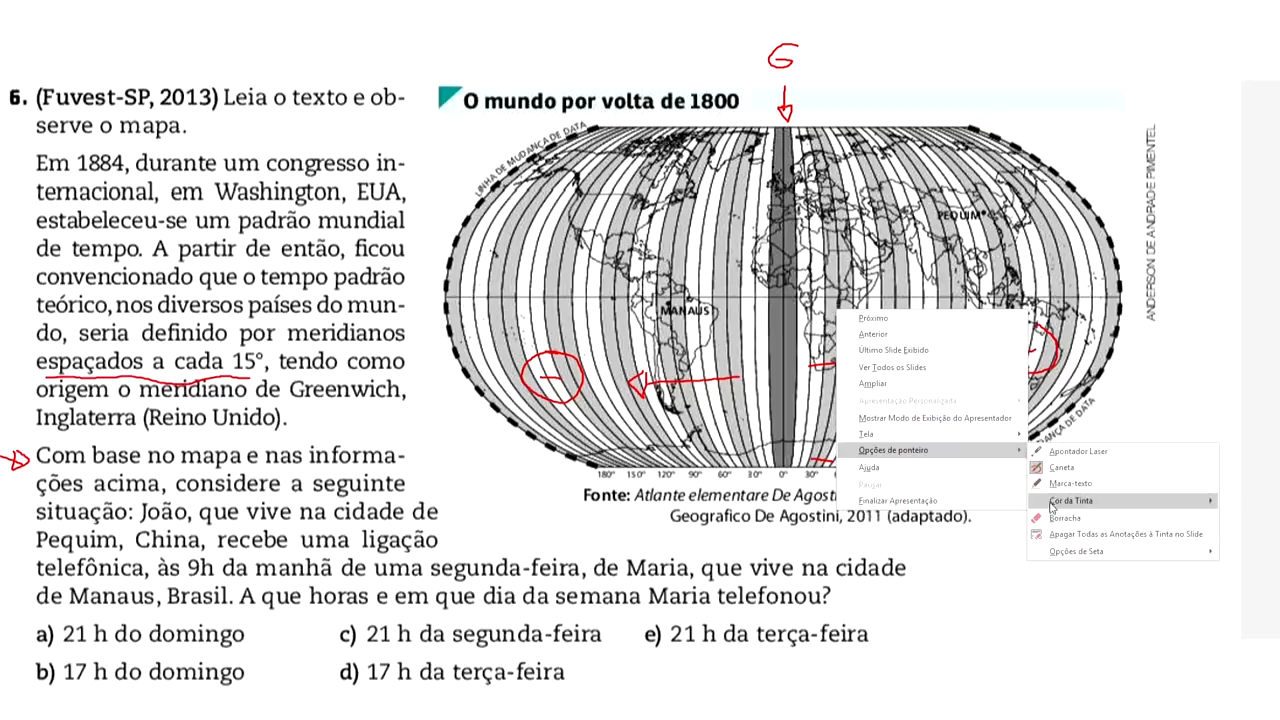 G
6. (Fuvest-SP, 2013) Leia o texto e ob-
serve o mapa.
Em 1884, durante um congresso in-
ternacional, em Washington, EUA,
estabeleceu-se um padrão mundial
de tempo. A partir de então, ficou
convencionado que o tempo padrão
teórico, nos diversos países do mun-
do, seria definido por meridianos
espaçados a cada 15°, tendo como
origem o meridiano de Greenwich,
Inglaterra (Reino Unido).
Com base no mapa e nas informa-
ções acima, considere a seguinte
situação: João, que vive na cidade de
Pequim, China, recebe uma ligação
telefônica, às 9h da manhã de uma segunda-feira, de Maria, que vive na cidade
de Manaus, Brasil. A que horas e em que dia da semana Maria telefonou?
a) 21 h do domingo
b) 17 h do domingo
c) 21 h da segunda-feira
d) 17 h da terça-feira
e) 21 h da terça-feira
O mundo por volta de 1800
LINHA DE MUDANÇA DE DATA
PEQUIM
MANAUS
ANÇA DE DATA
180° 150° 120° 90° 60° 30° 0° 30°
Fonte: Atlante elementare De Agosti
Geografico De Agostini, 2011 (adaptado).
ANDERSON DE ANDRADE PIMENTEL
Próximo
Anterior
Último Slide Exibido
Ver Todos os Slides
Ampliar
Apresentação Personalizada
Mostrar Modo de Exibição do Apresentador
Tela
Opções de ponteiro
Ajuda
Pausar
Finalizar Apresentação
Apontador Laser
Caneta
Marca-texto
Cor da Tinta
Borracha
Apagar Todas as Anotações à Tinta no Slide
Opções de Seta